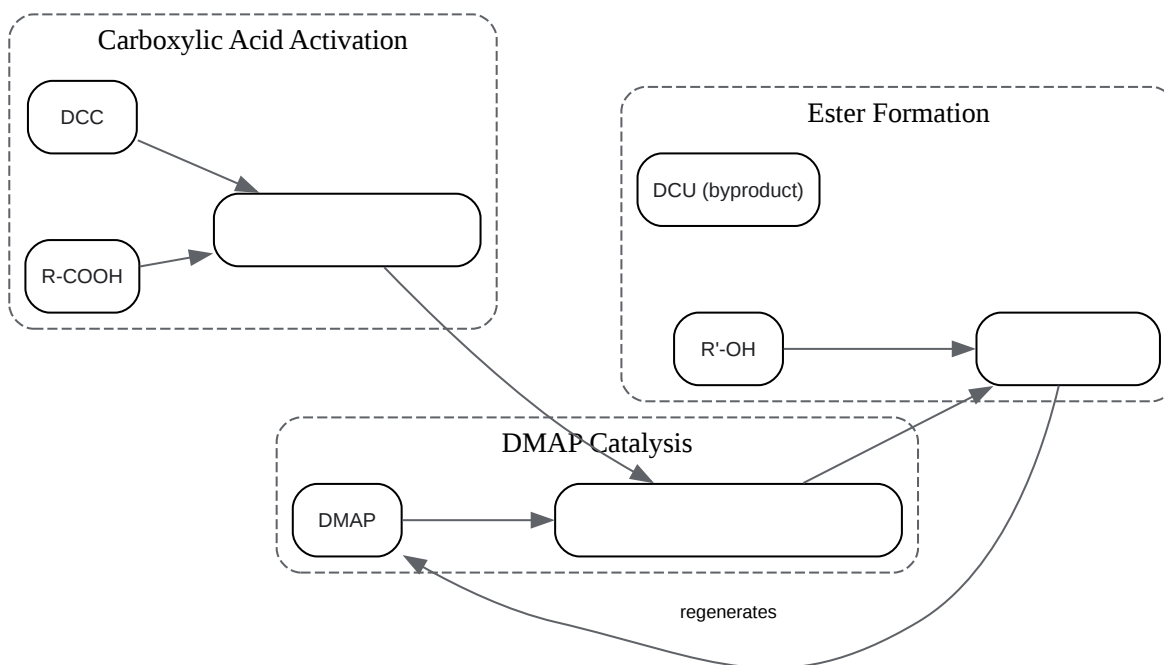 Carboxylic Acid Activation
DCC
R-COOH
Ester Formation
DCU (byproduct)
R'-OH
DMAP Catalysis
DMAP
regenerates